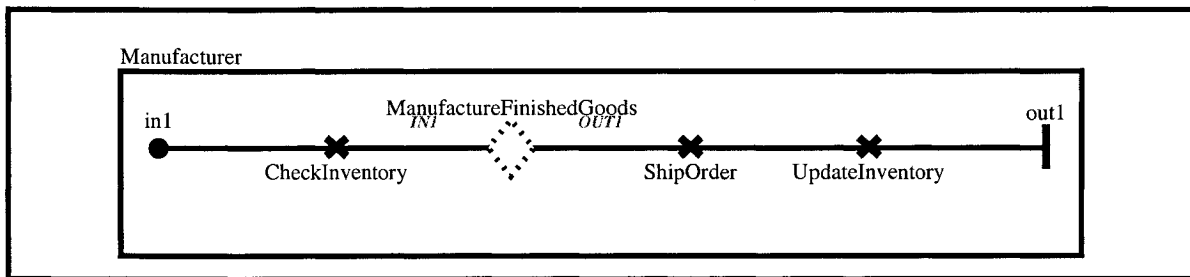 Manufacturer
ManufactureFinishedGoods
in1
IN1
OUT1
out1
CheckInventory
ShipOrder
UpdateInventory